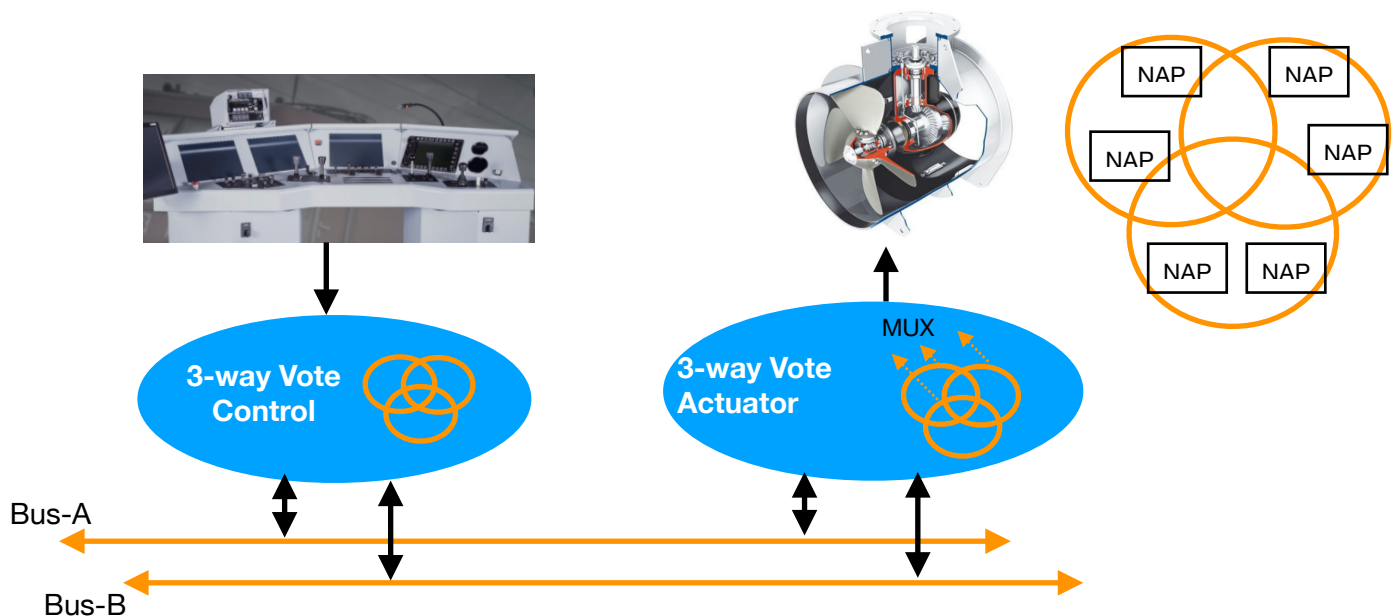 NAP
NAP
NAP
NAP
NAP
NAP
MUX
3-way Vote
Control
3-way Vote
Actuator
Bus-A
Bus-B